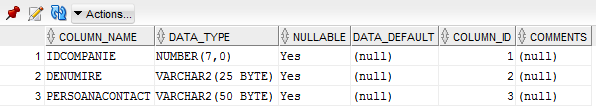 Actions...
COLUMN_NAME DATA_TYPE NULLABLE DATA_DEFAULT COLUMN_ID COMMENTS
1 IDCOMPANIE NUMBER(7,0) Yes (null) 1 (null)
2 DENUMIRE VARCHAR2(25 BYTE) Yes (null) 2 (null)
3 PERSOANACONTACT VARCHAR2(50 BYTE) Yes (null) 3 (null)